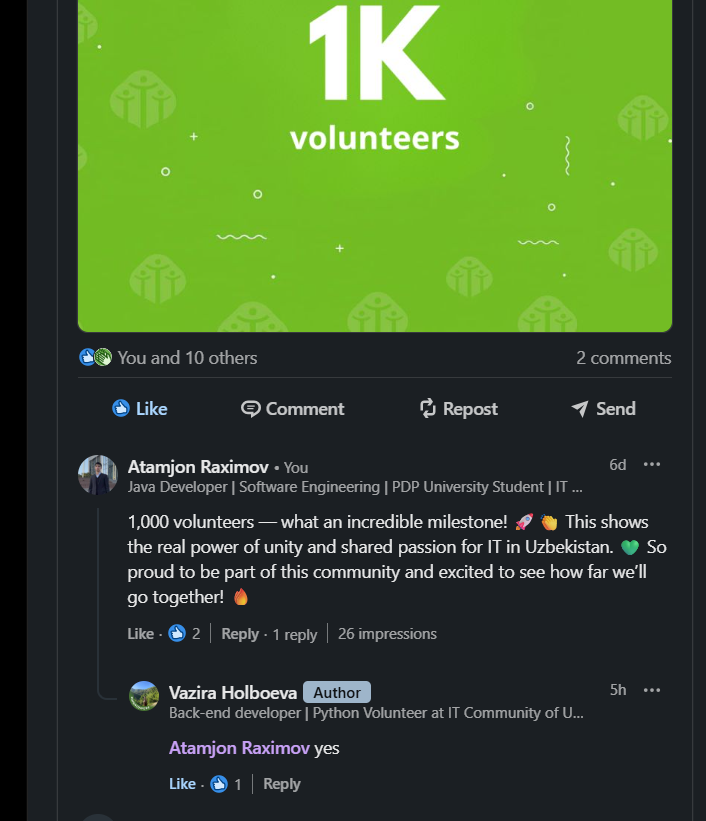 1K
volunteers
You and 10 others
2 comments
Like
Comment
Repost
Send
Atamjon Raximov • You
6d
Java Developer | Software Engineering | PDP University Student | IT ...
1,000 volunteers — what an incredible milestone! 🚀 👏 This shows
the real power of unity and shared passion for IT in Uzbekistan. 💚 So
proud to be part of this community and excited to see how far we’ll
go together! 🔥
Like · 2 | Reply · 1 reply | 26 impressions
Vazira Holboeva Author
5h
Back-end developer | Python Volunteer at IT Community of U...
Atamjon Raximov yes
Like · 1 | Reply